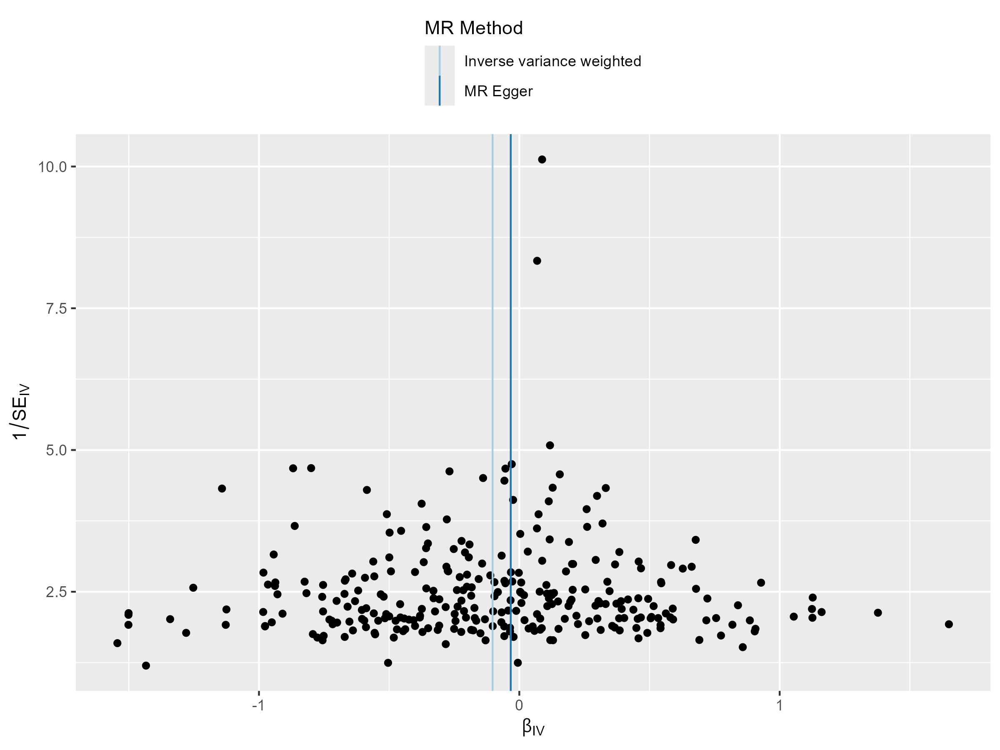 MR Method
Inverse variance weighted
MR Egger
10.0
7.5
5.0
2.5
1/SE_IV
-1 0 1
β_IV